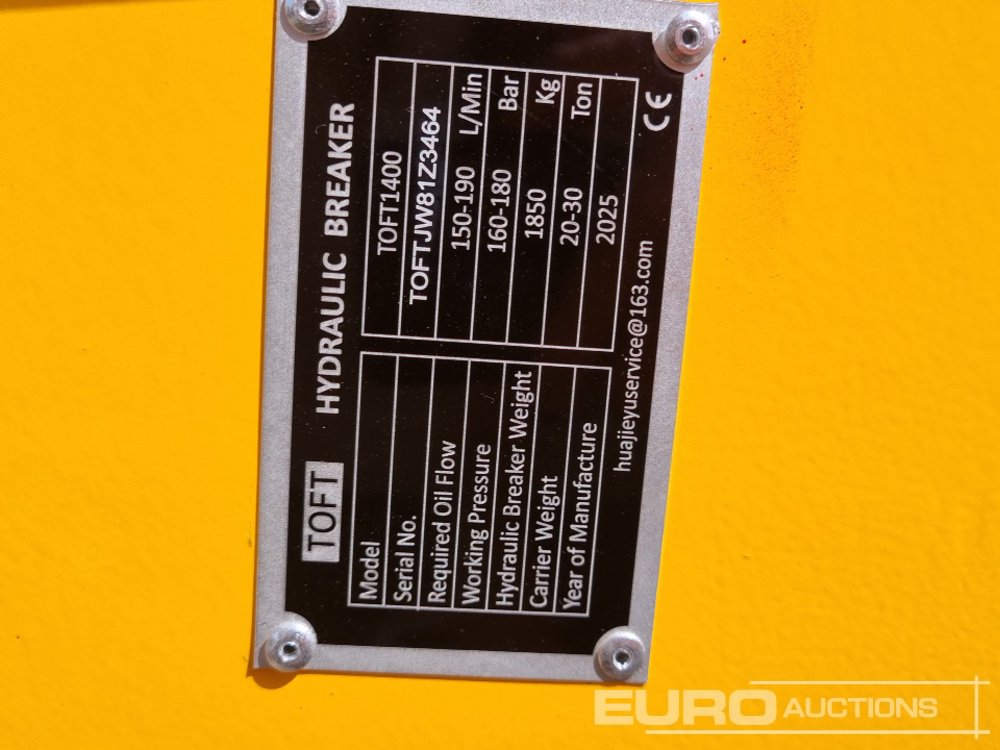 TOFT HYDRAULIC BREAKER
Model TOFT1400
Serial No. TOFTJW81Z3464
Required Oil Flow 150-190 L/Min
Working Pressure 160-180 Bar
Hydraulic Breaker Weight 1850 Kg
Carrier Weight 20-30 Ton
Year of Manufacture 2025
huajieyuservice@163.com CE
EURO AUCTIONS